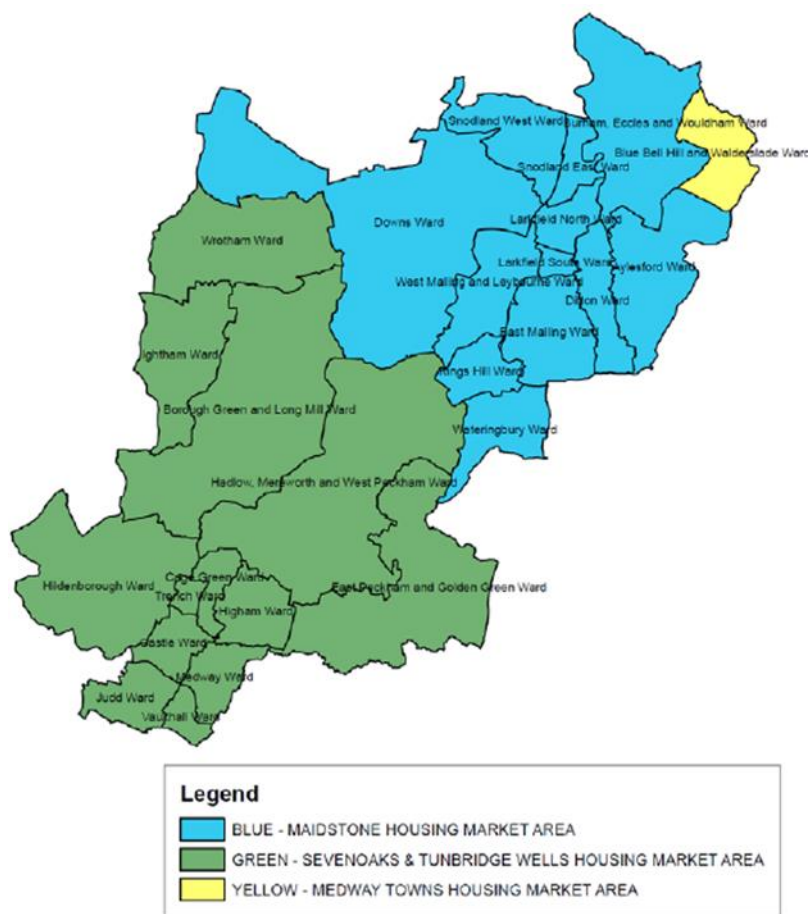 Snodland West Ward
Burham, Eccles and Wouldham Ward
Blue Bell Hill and Walderslade Ward
Snodland East Ward
Downs Ward
Larkfield North Ward
Wrotham Ward
Larkfield South Ward
Aylesford Ward
West Malling and Leybourne Ward
Ditton Ward
East Malling Ward
Ightham Ward
Kings Hill Ward
Borough Green and Long Mill Ward
Wateringbury Ward
Hadlow, Mereworth and West Peckham Ward
Cage Green Ward
Hildenborough Ward
East Peckham and Golden Green Ward
Trench Ward
Higham Ward
Castle Ward
Medway Ward
Judd Ward
Vauxhall Ward
Legend
BLUE - MAIDSTONE HOUSING MARKET AREA
GREEN - SEVENOAKS & TUNBRIDGE WELLS HOUSING MARKET AREA
YELLOW - MEDWAY TOWNS HOUSING MARKET AREA